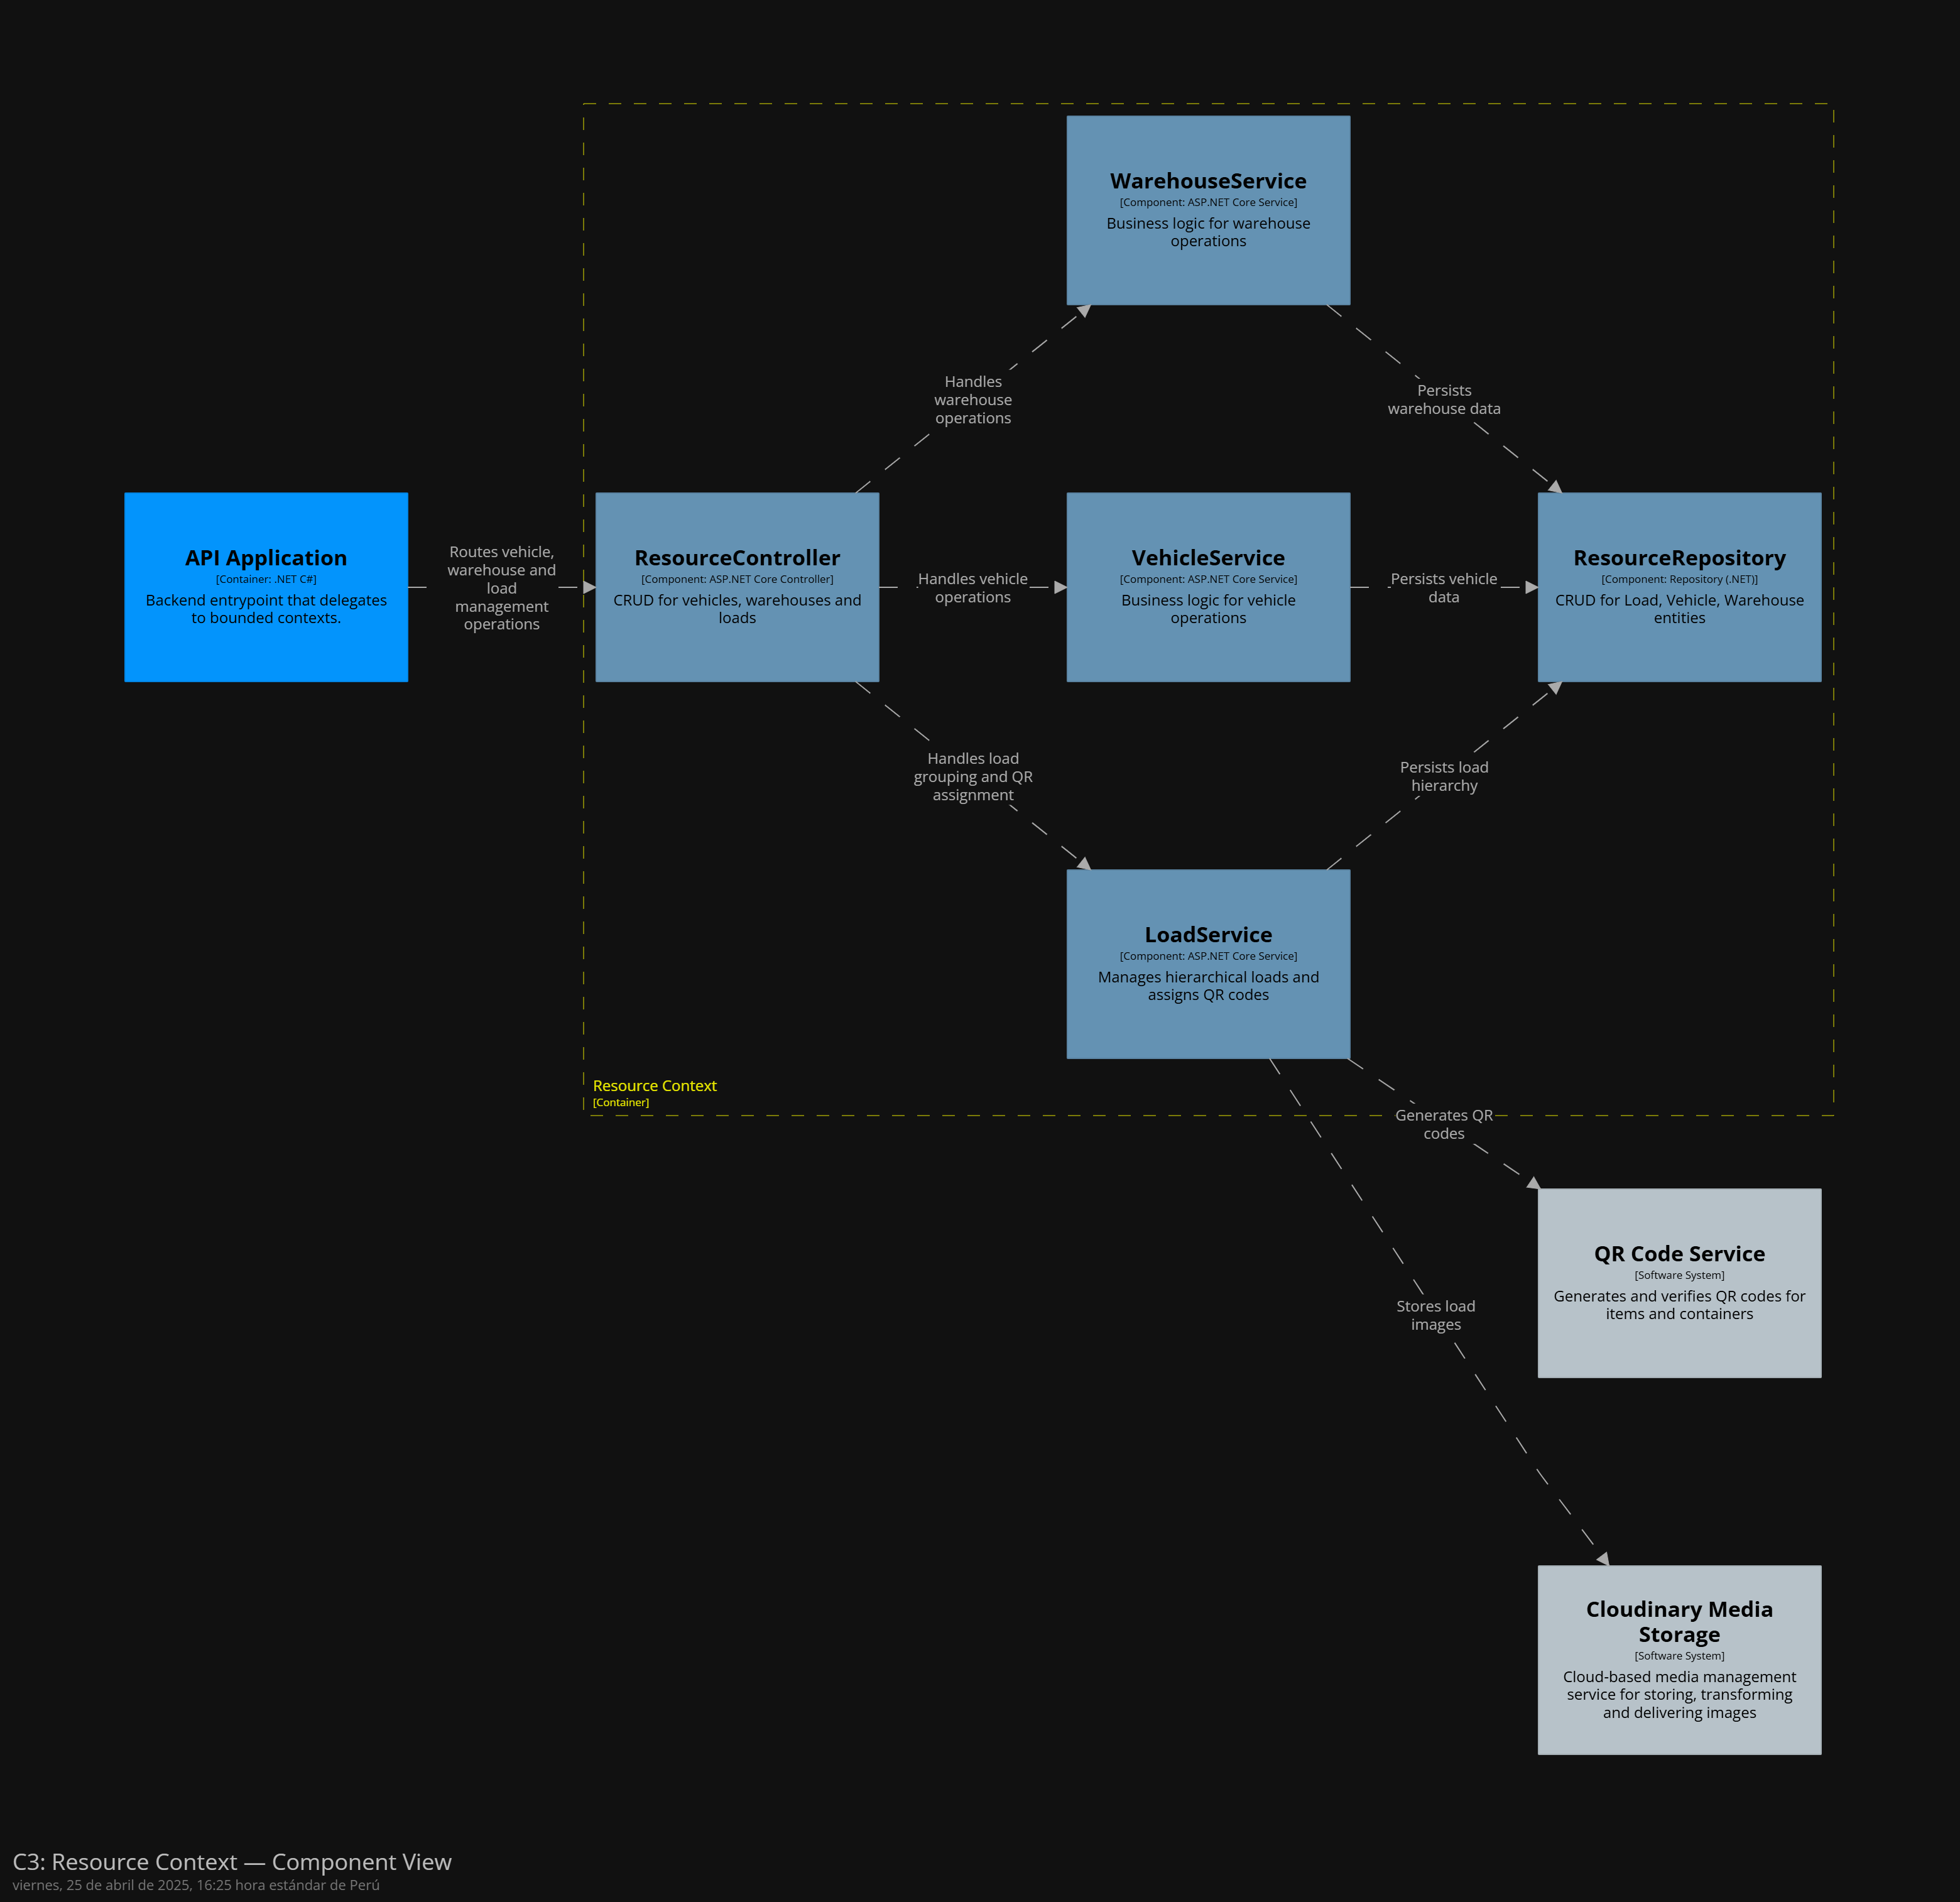 WarehouseService
[Component: ASP.NET Core Service]
Business logic for warehouse
operations
Handles
warehouse
operations
Persists
warehouse data
API Application
[Container: .NET C#]
Backend entrypoint that delegates
to bounded contexts.
Routes vehicle,
warehouse and
load
management
operations
ResourceController
[Component: ASP.NET Core Controller]
CRUD for vehicles, warehouses and
loads
Handles vehicle
operations
VehicleService
[Component: ASP.NET Core Service]
Business logic for vehicle
operations
Persists vehicle
data
ResourceRepository
[Component: Repository (.NET)]
CRUD for Load, Vehicle, Warehouse
entities
Handles load
grouping and QR
assignment
Persists load
hierarchy
LoadService
[Component: ASP.NET Core Service]
Manages hierarchical loads and
assigns QR codes
Resource Context
[Container]
Generates QR
codes
QR Code Service
[Software System]
Generates and verifies QR codes for
items and containers
Stores load
images
Cloudinary Media
Storage
[Software System]
Cloud-based media management
service for storing, transforming
and delivering images
C3: Resource Context — Component View
viernes, 25 de abril de 2025, 16:25 hora estándar de Perú